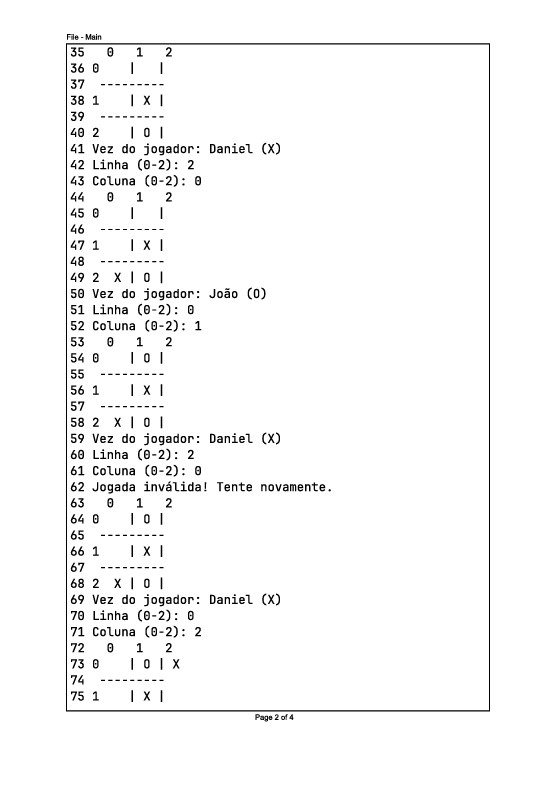 File - Main
35   0   1   2
36 0    |   |
37  ---------
38 1    | X |
39  ---------
40 2    | O |
41 Vez do jogador: Daniel (X)
42 Linha (0-2): 2
43 Coluna (0-2): 0
44   0   1   2
45 0    |   |
46  ---------
47 1    | X |
48  ---------
49 2  X | O |
50 Vez do jogador: João (O)
51 Linha (0-2): 0
52 Coluna (0-2): 1
53   0   1   2
54 0    | O |
55  ---------
56 1    | X |
57  ---------
58 2  X | O |
59 Vez do jogador: Daniel (X)
60 Linha (0-2): 2
61 Coluna (0-2): 0
62 Jogada inválida! Tente novamente.
63   0   1   2
64 0    | O |
65  ---------
66 1    | X |
67  ---------
68 2  X | O |
69 Vez do jogador: Daniel (X)
70 Linha (0-2): 0
71 Coluna (0-2): 2
72   0   1   2
73 0    | O | X
74  ---------
75 1    | X |
Page 2 of 4